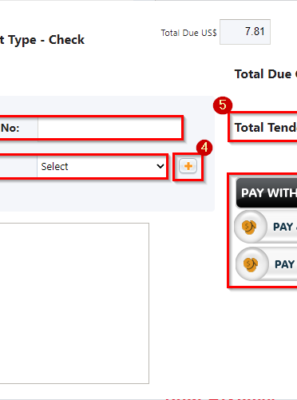 t Type - Check
Total Due US$ 7.81
Total Due
5
No:
Total Tend
4
Select
+
PAY WITH
PAY
PAY